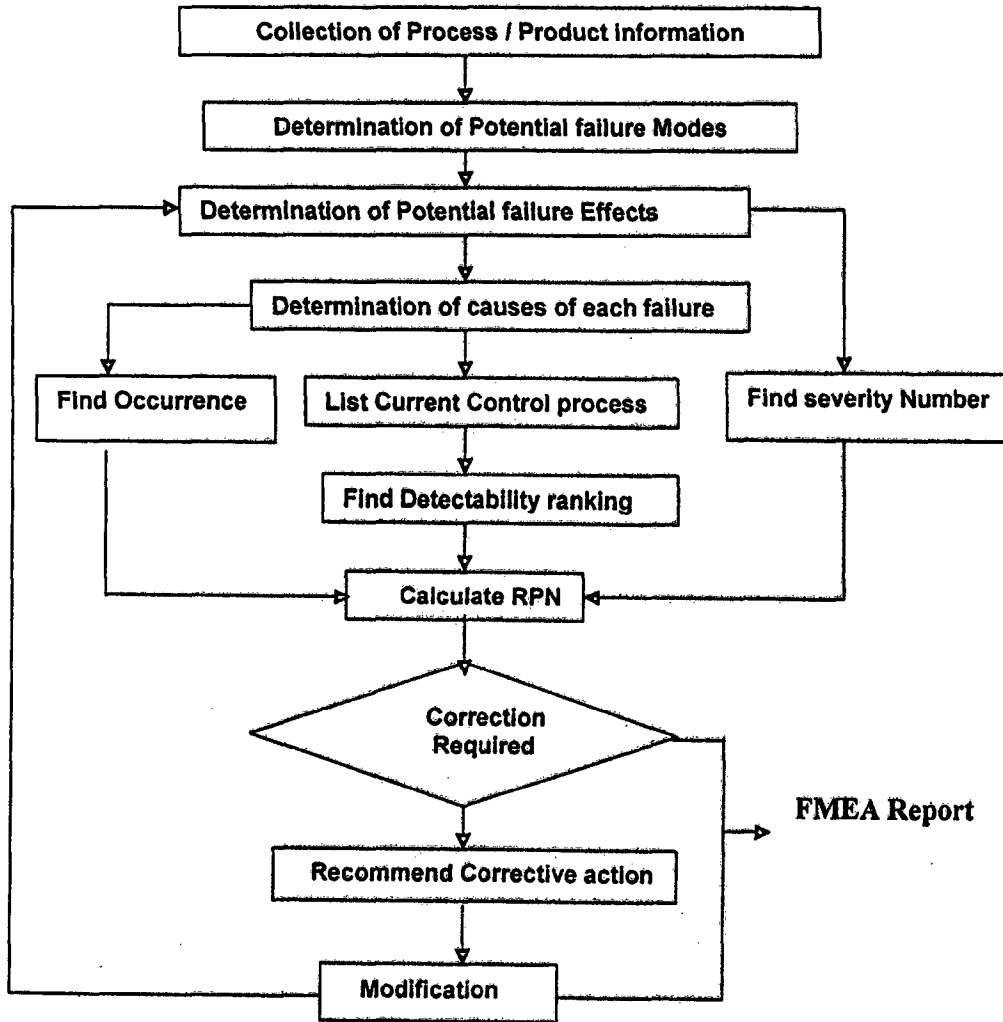 Collection of Process / Product information
Determination of Potential failure Modes
Determination of Potential failure Effects
Determination of causes of each failure
Find Occurrence
List Current Control process
Find severity Number
Find Detectability ranking
Calculate RPN
Correction
Required
FMEA Report
Recommend Corrective action
Modification